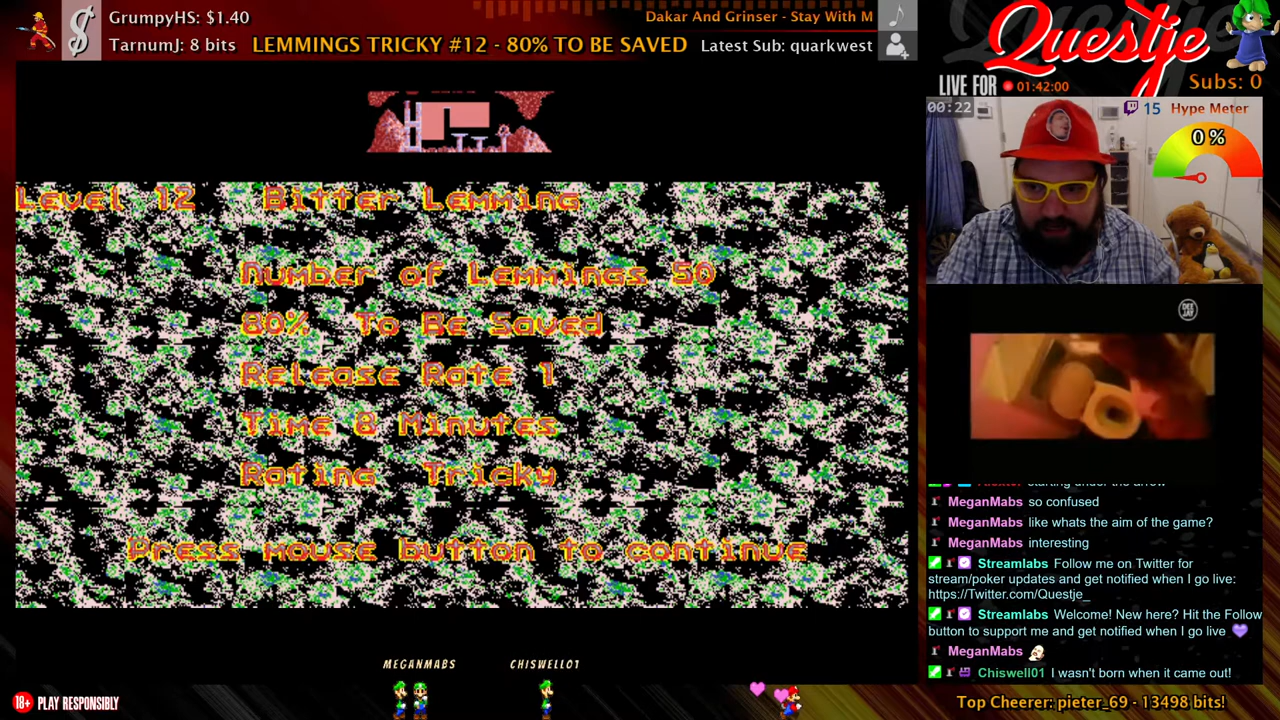 GrumpyHS: $1.40
TarnumJ: 8 bits
LEMMINGS TRICKY #12 - 80% TO BE SAVED
Dakar And Grinser - Stay With M
Latest Sub: quarkwest
Questje
Subs: 0
LIVE FOR 01:42:00
00:22
15 Hype Meter
0 %
Level 12 Bitter Lemming
Number of Lemmings 50
80% To Be Saved
Release Rate 1
Time 8 Minutes
Rating Tricky
Press mouse button to continue
MeganMabs so confused
MeganMabs like whats the aim of the game?
MeganMabs interesting
Streamlabs Follow me on Twitter for
stream/poker updates and get notified when I go live:
https://Twitter.com/Questje_
Streamlabs Welcome! New here? Hit the Follow
button to support me and get notified when I go live
MeganMabs
Chiswell01 I wasn't born when it came out!
MEGANMABS
CHISWELL01
18+ PLAY RESPONSIBLY
Top Cheerer: pieter_69 - 13498 bits!